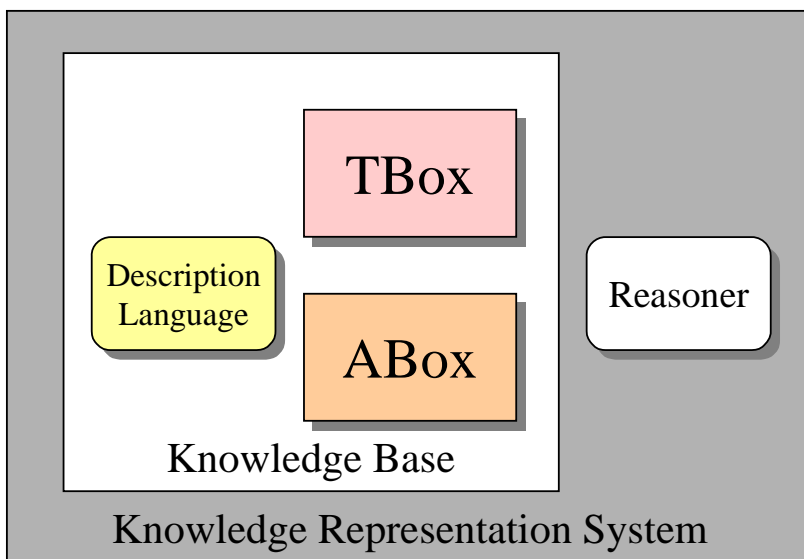 TBox
Description
Language
Reasoner
ABox
Knowledge Base
Knowledge Representation System